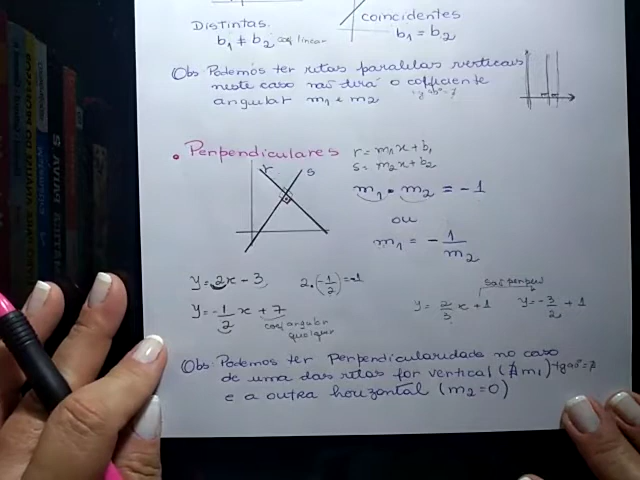 Distintas.
b₁ ≠ b₂ coef linear
coincidentes
b₁ = b₂
Obs Podemos ter retas paralelas verticais
neste caso não dirá o coeficiente
angular m₁ e m₂
• Perpendiculares
r = m₁x + b₁
s = m₂x + b₂
r
s
m₁ • m₂ = -1
ou
m₁ = - 1/m₂
y = 2x - 3
2.(-1/2) = -1
y = -1/2 x + 7
coef angular
qualquer
são perpend
y = 2/3 x + 1
y = -3/2 + 1
Obs: Podemos ter Perpendicularidade no caso
de uma das retas for vertical (∄ m₁)
e a outra horizontal (m₂ = 0)